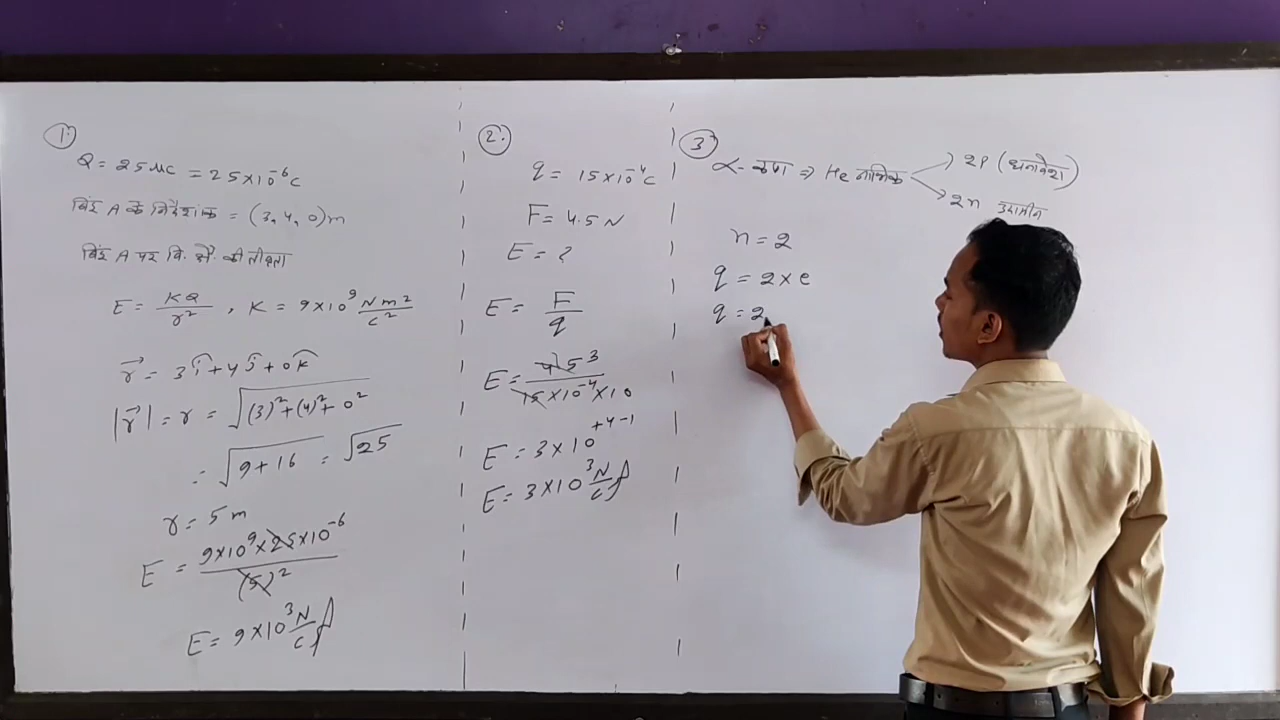 1.
Q = 25 μC = 25×10⁻⁶ C
बिंदु A के निर्देशांक = (3, 4, 0) m
बिंदु A पर वि. क्षे. की तीव्रता
E = KQ/r² , K = 9×10⁹ Nm²/C²
r⃗ = 3î + 4ĵ + 0k̂
|r⃗| = r = √((3)² + (4)² + 0²)
= √(9 + 16) = √25
r = 5 m
E = 9×10⁹×25×10⁻⁶/(5)²
E = 9×10³ N/C
2.
q = 15×10⁻⁴ C
F = 4.5 N
E = ?
E = F/q
E = 45 3/15×10⁻⁴×10
E = 3×10⁺⁴⁻¹
E = 3×10³ N/C
3
α-कण ⇒ He नाभिक → 2P (धनावेश)
→ 2n उदासीन
n = 2
q = 2×e
q = 2